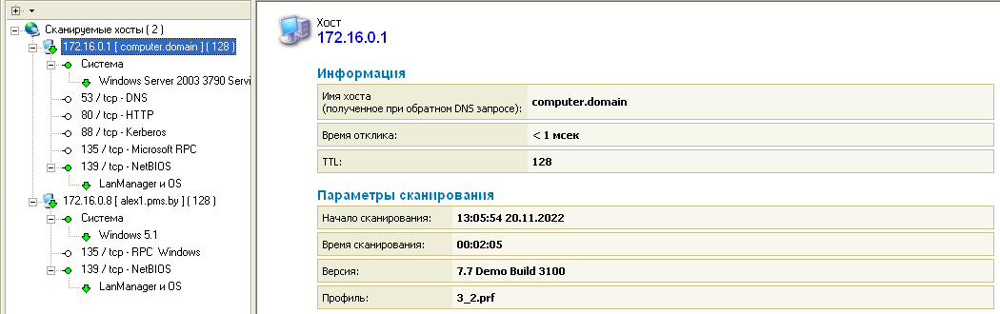 Сканируемые хосты ( 2 )
172.16.0.1 [ computer.domain ] ( 128 )
Система
Windows Server 2003 3790 Servi
53 / tcp - DNS
80 / tcp - HTTP
88 / tcp - Kerberos
135 / tcp - Microsoft RPC
139 / tcp - NetBIOS
LanManager и OS
172.16.0.8 [ alex1.pms.by ] ( 128 )
Система
Windows 5.1
135 / tcp - RPC Windows
139 / tcp - NetBIOS
LanManager и OS
Хост
172.16.0.1
Информация
Имя хоста
(полученное при обратном DNS запросе): computer.domain
Время отклика: < 1 мсек
TTL: 128
Параметры сканирования
Начало сканирования: 13:05:54 20.11.2022
Время сканирования: 00:02:05
Версия: 7.7 Demo Build 3100
Профиль: 3_2.prf